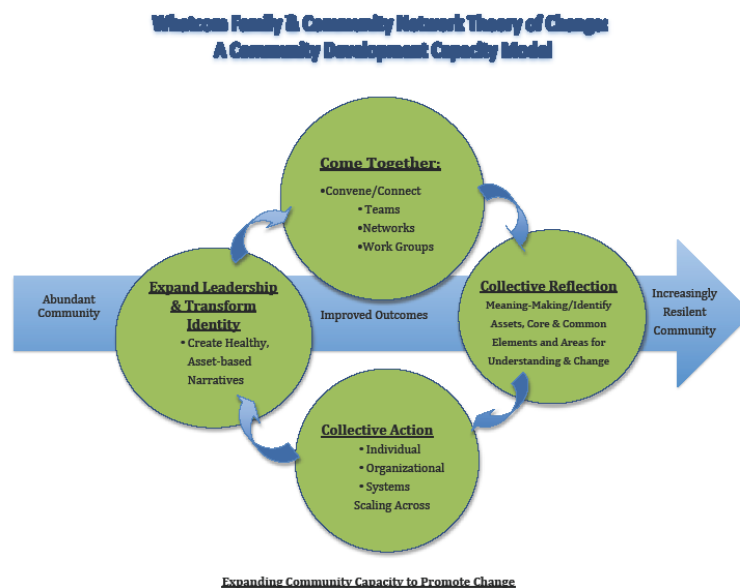 Whatcom Family & Community Network Theory of Change:
A Community Development Capacity Model
Come Together:
•Convene/Connect
• Teams
• Networks
• Work Groups
Expand Leadership
& Transform
Identity
• Create Healthy,
Asset-based
Narratives
Abundant
Community
Improved Outcomes
Collective Reflection
Meaning-Making/Identify
Assets, Core & Common
Elements and Areas for
Understanding & Change
Increasingly
Resilent
Community
Collective Action
• Individual
• Organizational
• Systems
Scaling Across
Expanding Community Capacity to Promote Change